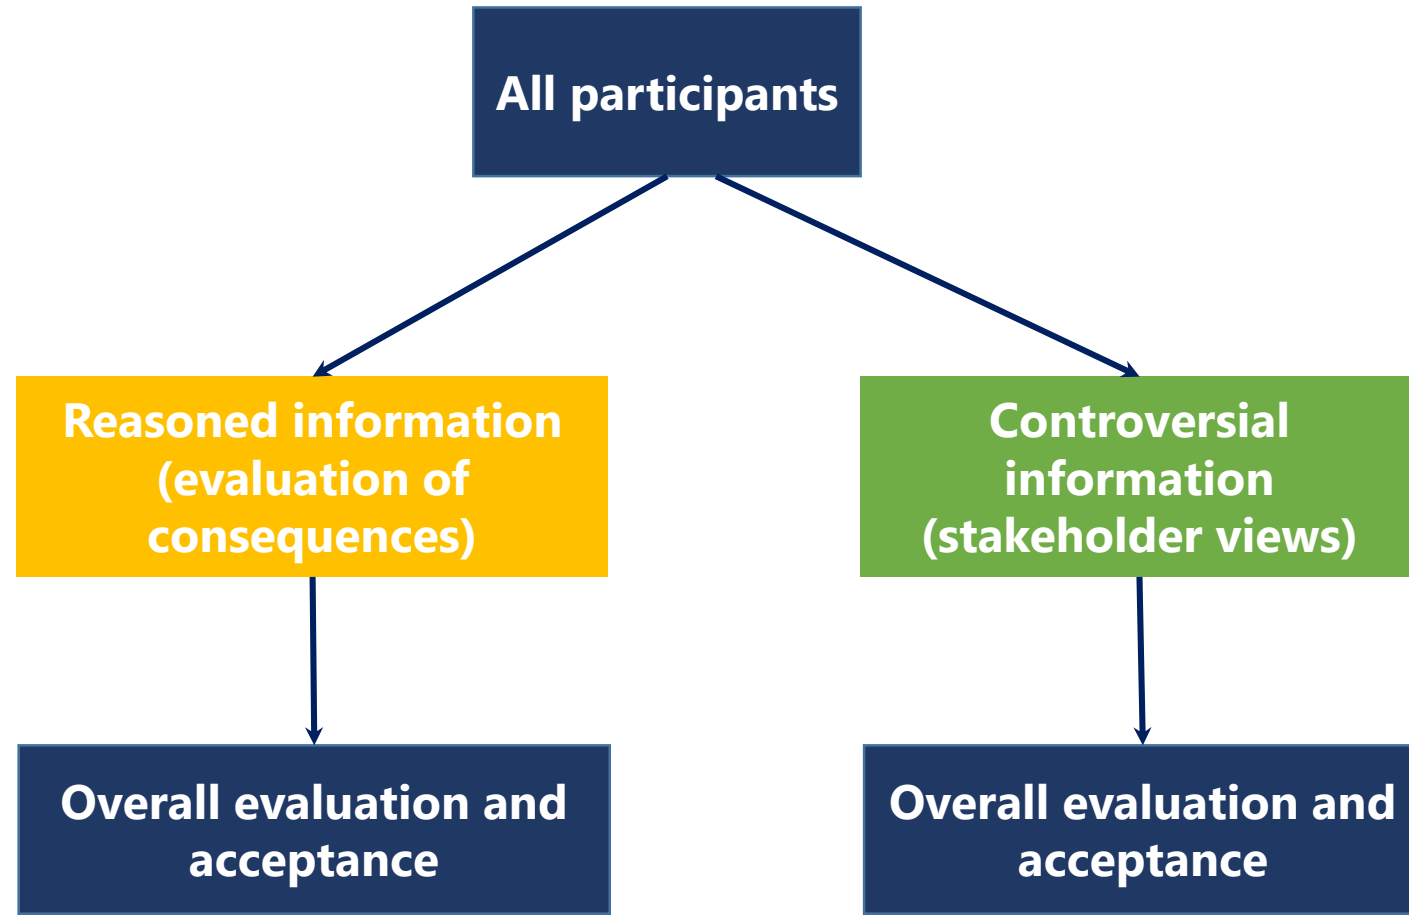 All participants
Reasoned information
(evaluation of
consequences)
Controversial
information
(stakeholder views)
Overall evaluation and
acceptance
Overall evaluation and
acceptance